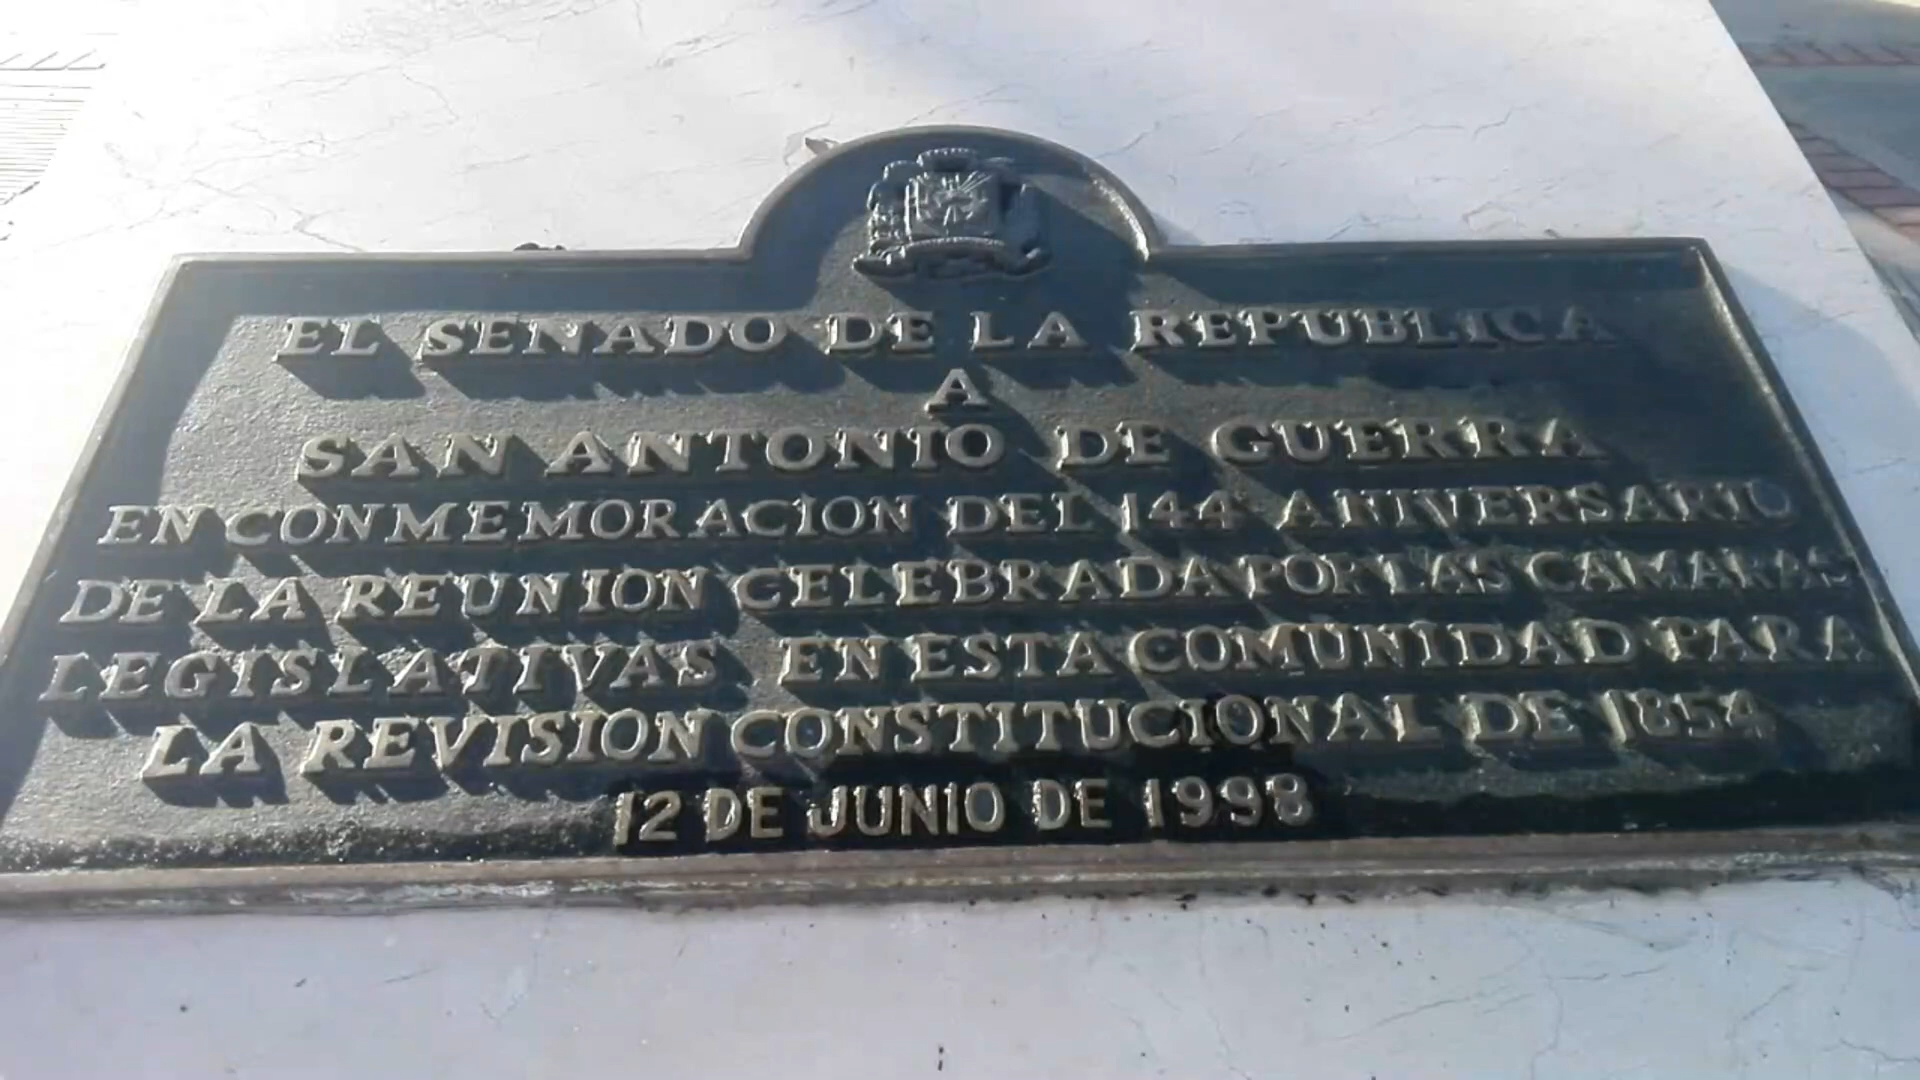 EL SENADO DE LA REPUBLICA
A
SAN ANTONIO DE GUERRA
EN CONMEMORACION DEL 144 ANIVERSARIO
DE LA REUNION CELEBRADA POR LAS CAMARAS
LEGISLATIVAS EN ESTA COMUNIDAD PARA
LA REVISION CONSTITUCIONAL DE 1854
12 DE JUNIO DE 1998